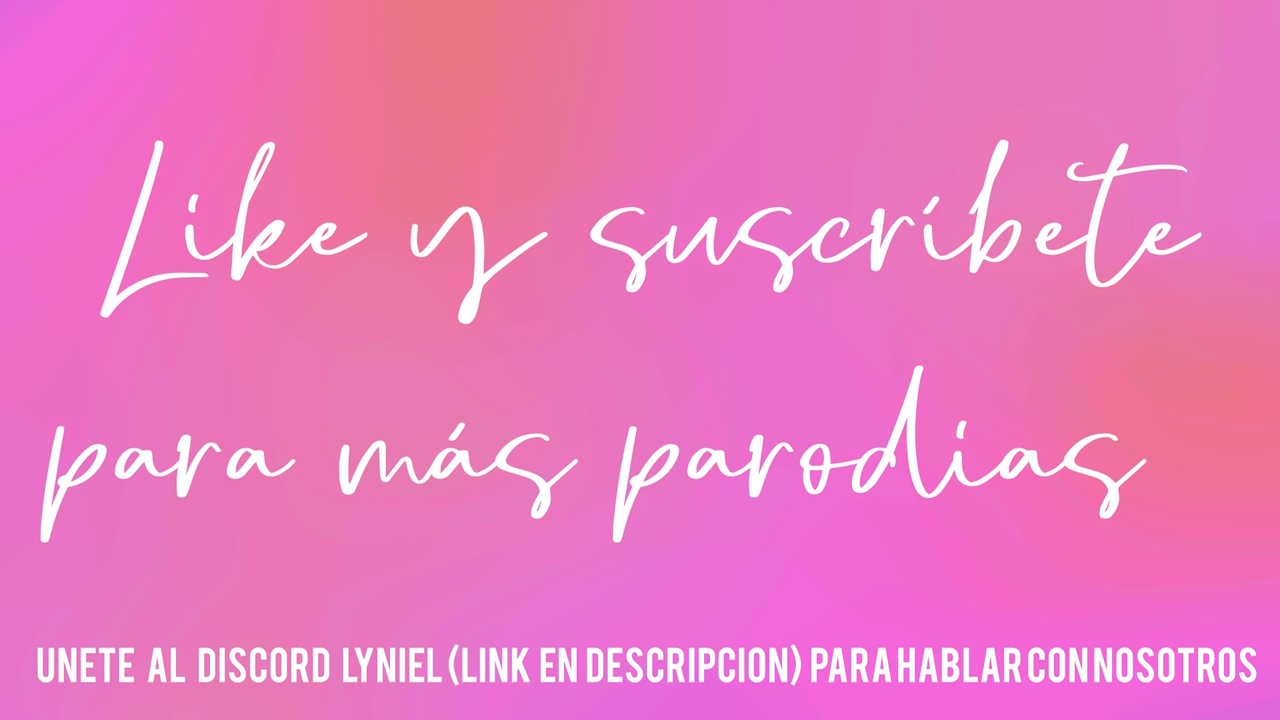 Like y suscríbete
para más parodias
UNETE AL DISCORD LYNIEL (LINK EN DESCRIPCION) PARA HABLAR CON NOSOTROS